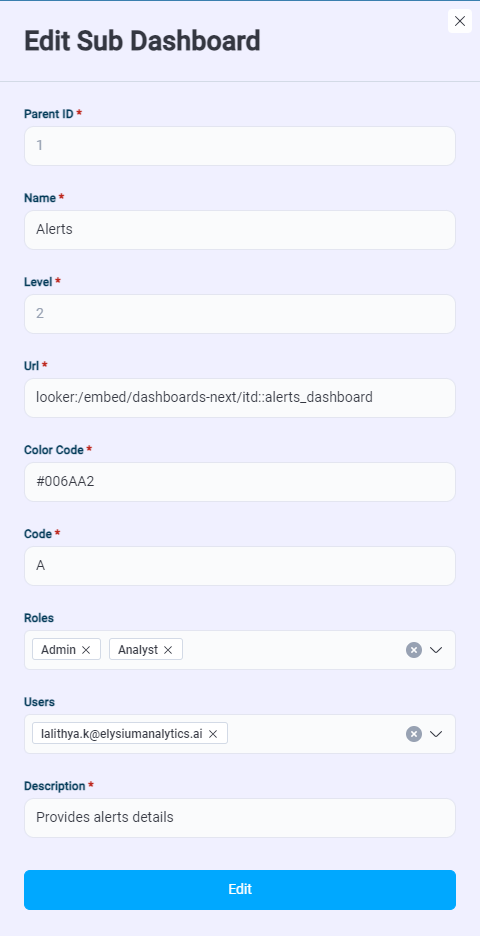 Edit Sub Dashboard
Parent ID *
1
Name *
Alerts
Level *
2
Url *
looker:/embed/dashboards-next/itd::alerts_dashboard
Color Code *
#006AA2
Code *
A
Roles
Admin Analyst
Users
lalithya.k@elysiumanalytics.ai
Description *
Provides alerts details
Edit